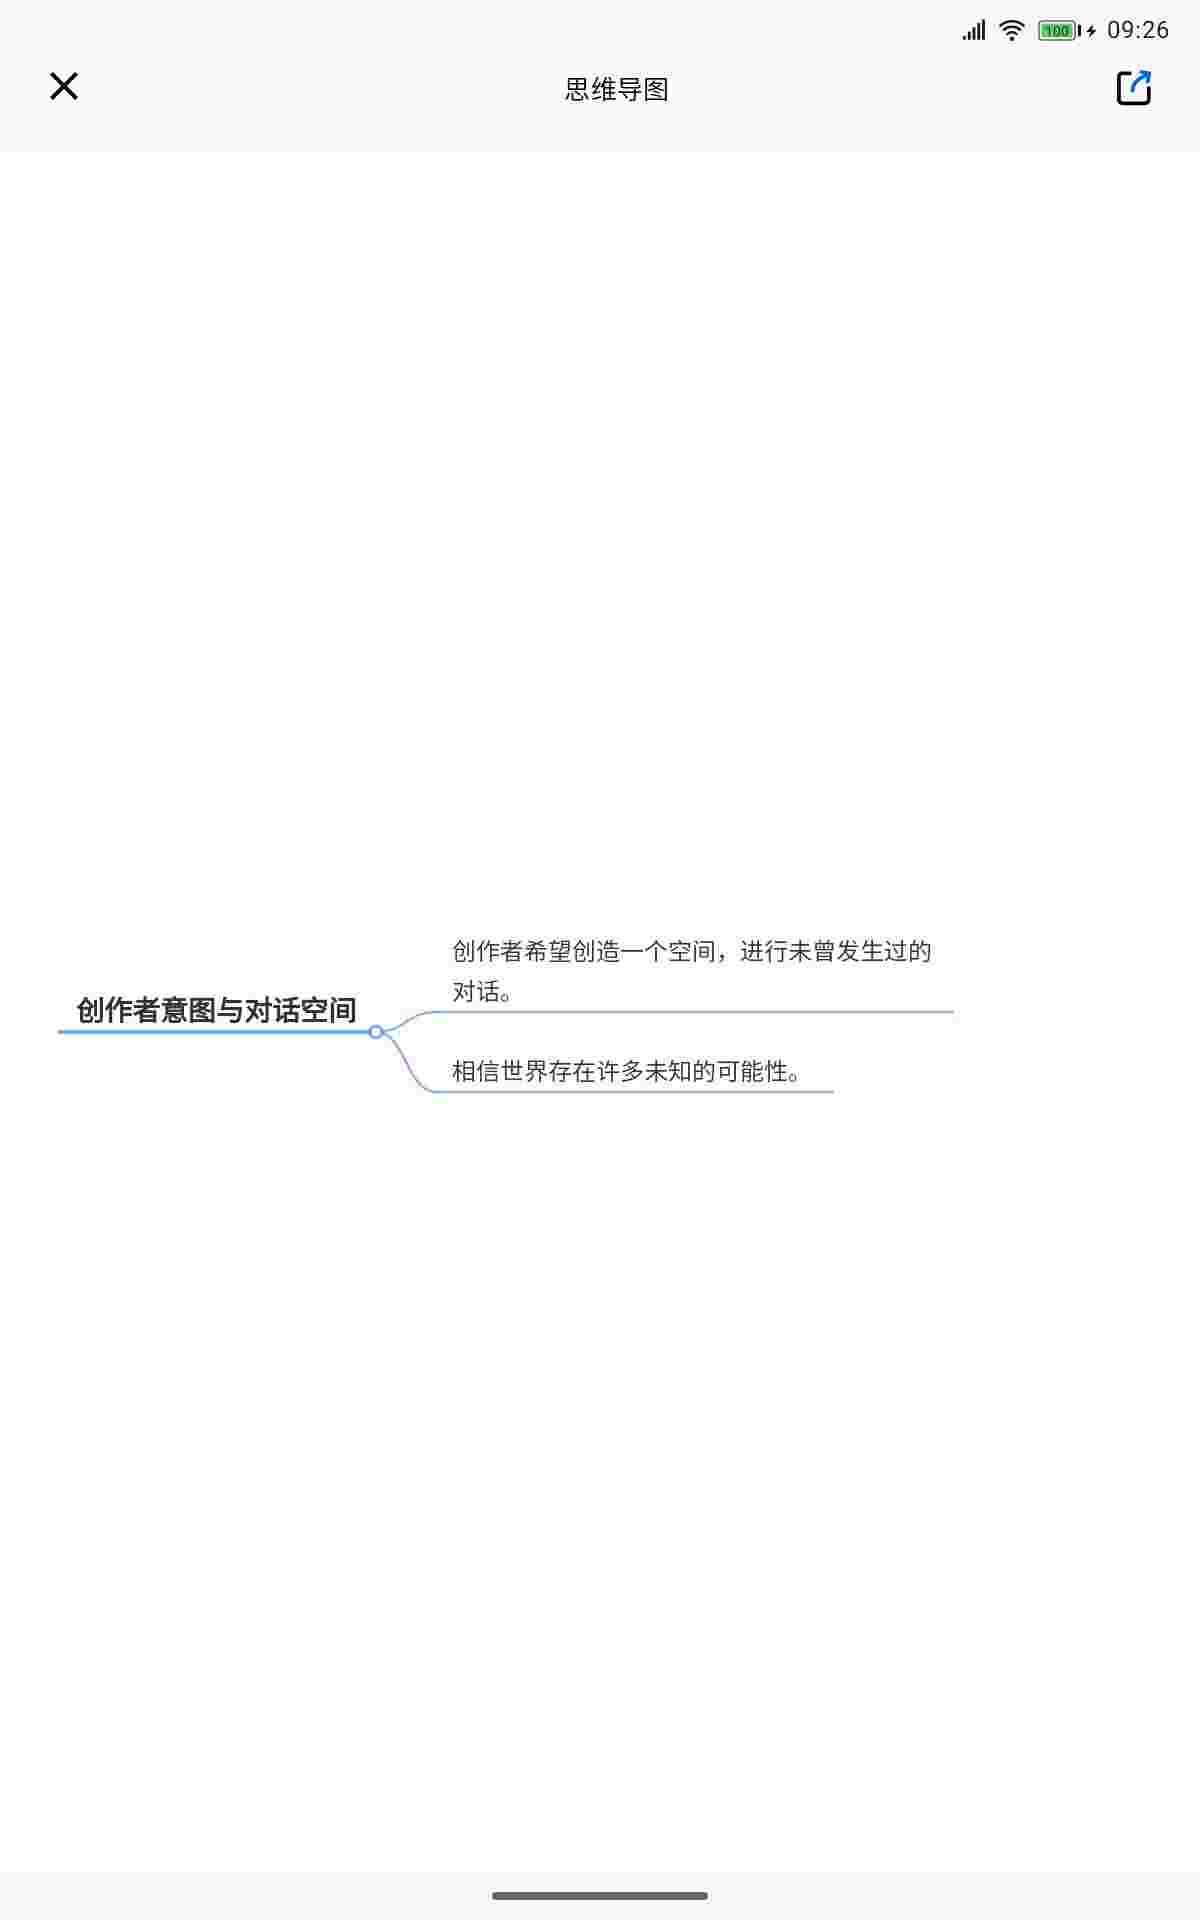 100 09:26
思维导图
创作者希望创造一个空间，进行未曾发生过的
对话。
创作者意图与对话空间
相信世界存在许多未知的可能性。